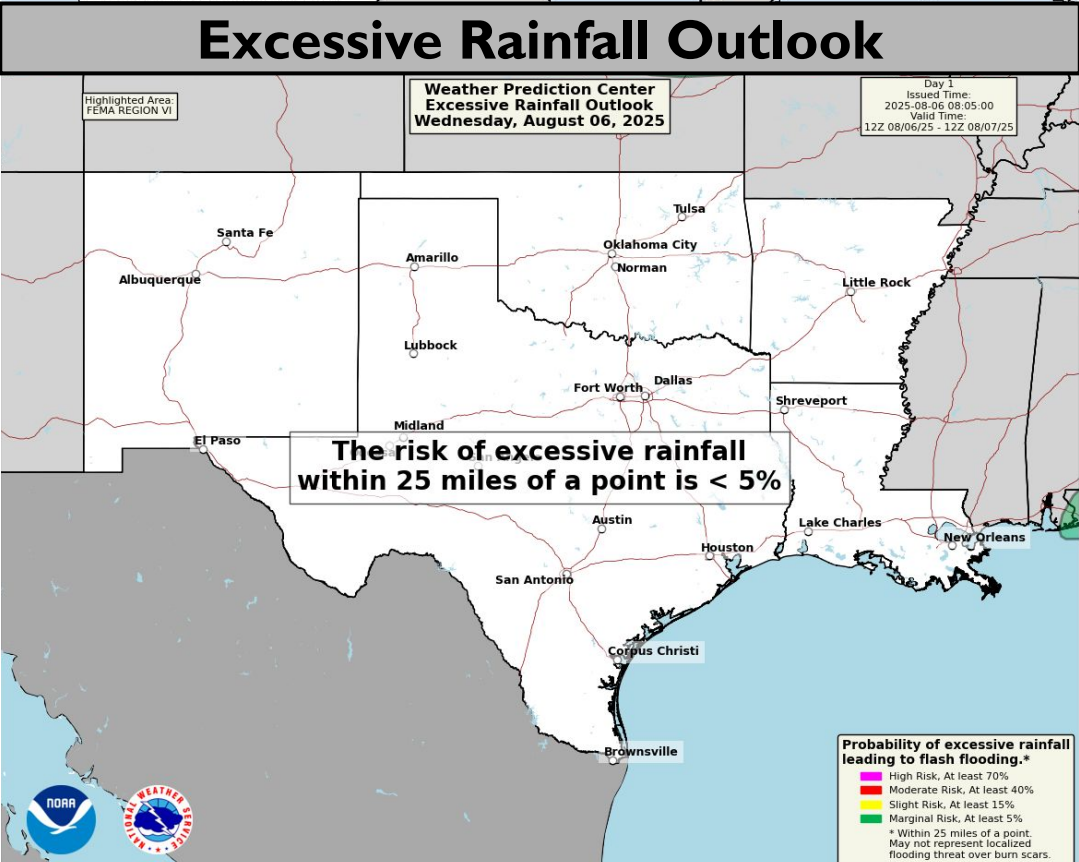 Excessive Rainfall Outlook
Highlighted Area:
FEMA REGION VI
Weather Prediction Center
Excessive Rainfall Outlook
Wednesday, August 06, 2025
Day 1
Issued Time:
2025-08-06 08:05:00
Valid Time:
12Z 08/06/25 - 12Z 08/07/25
Tulsa
Santa Fe
Oklahoma City
Amarillo
Norman
Albuquerque
Little Rock
Lubbock
Dallas
Fort Worth
Shreveport
Midland
El Paso
The risk of excessive rainfall
within 25 miles of a point is < 5%
Austin
Lake Charles
New Orleans
Houston
San Antonio
Corpus Christi
Brownsville
Probability of excessive rainfall
leading to flash flooding.*
High Risk, At least 70%
Moderate Risk, At least 40%
Slight Risk, At least 15%
Marginal Risk, At least 5%
* Within 25 miles of a point.
May not represent localized
flooding threat over burn scars.
NOAA
NATIONAL WEATHER SERVICE